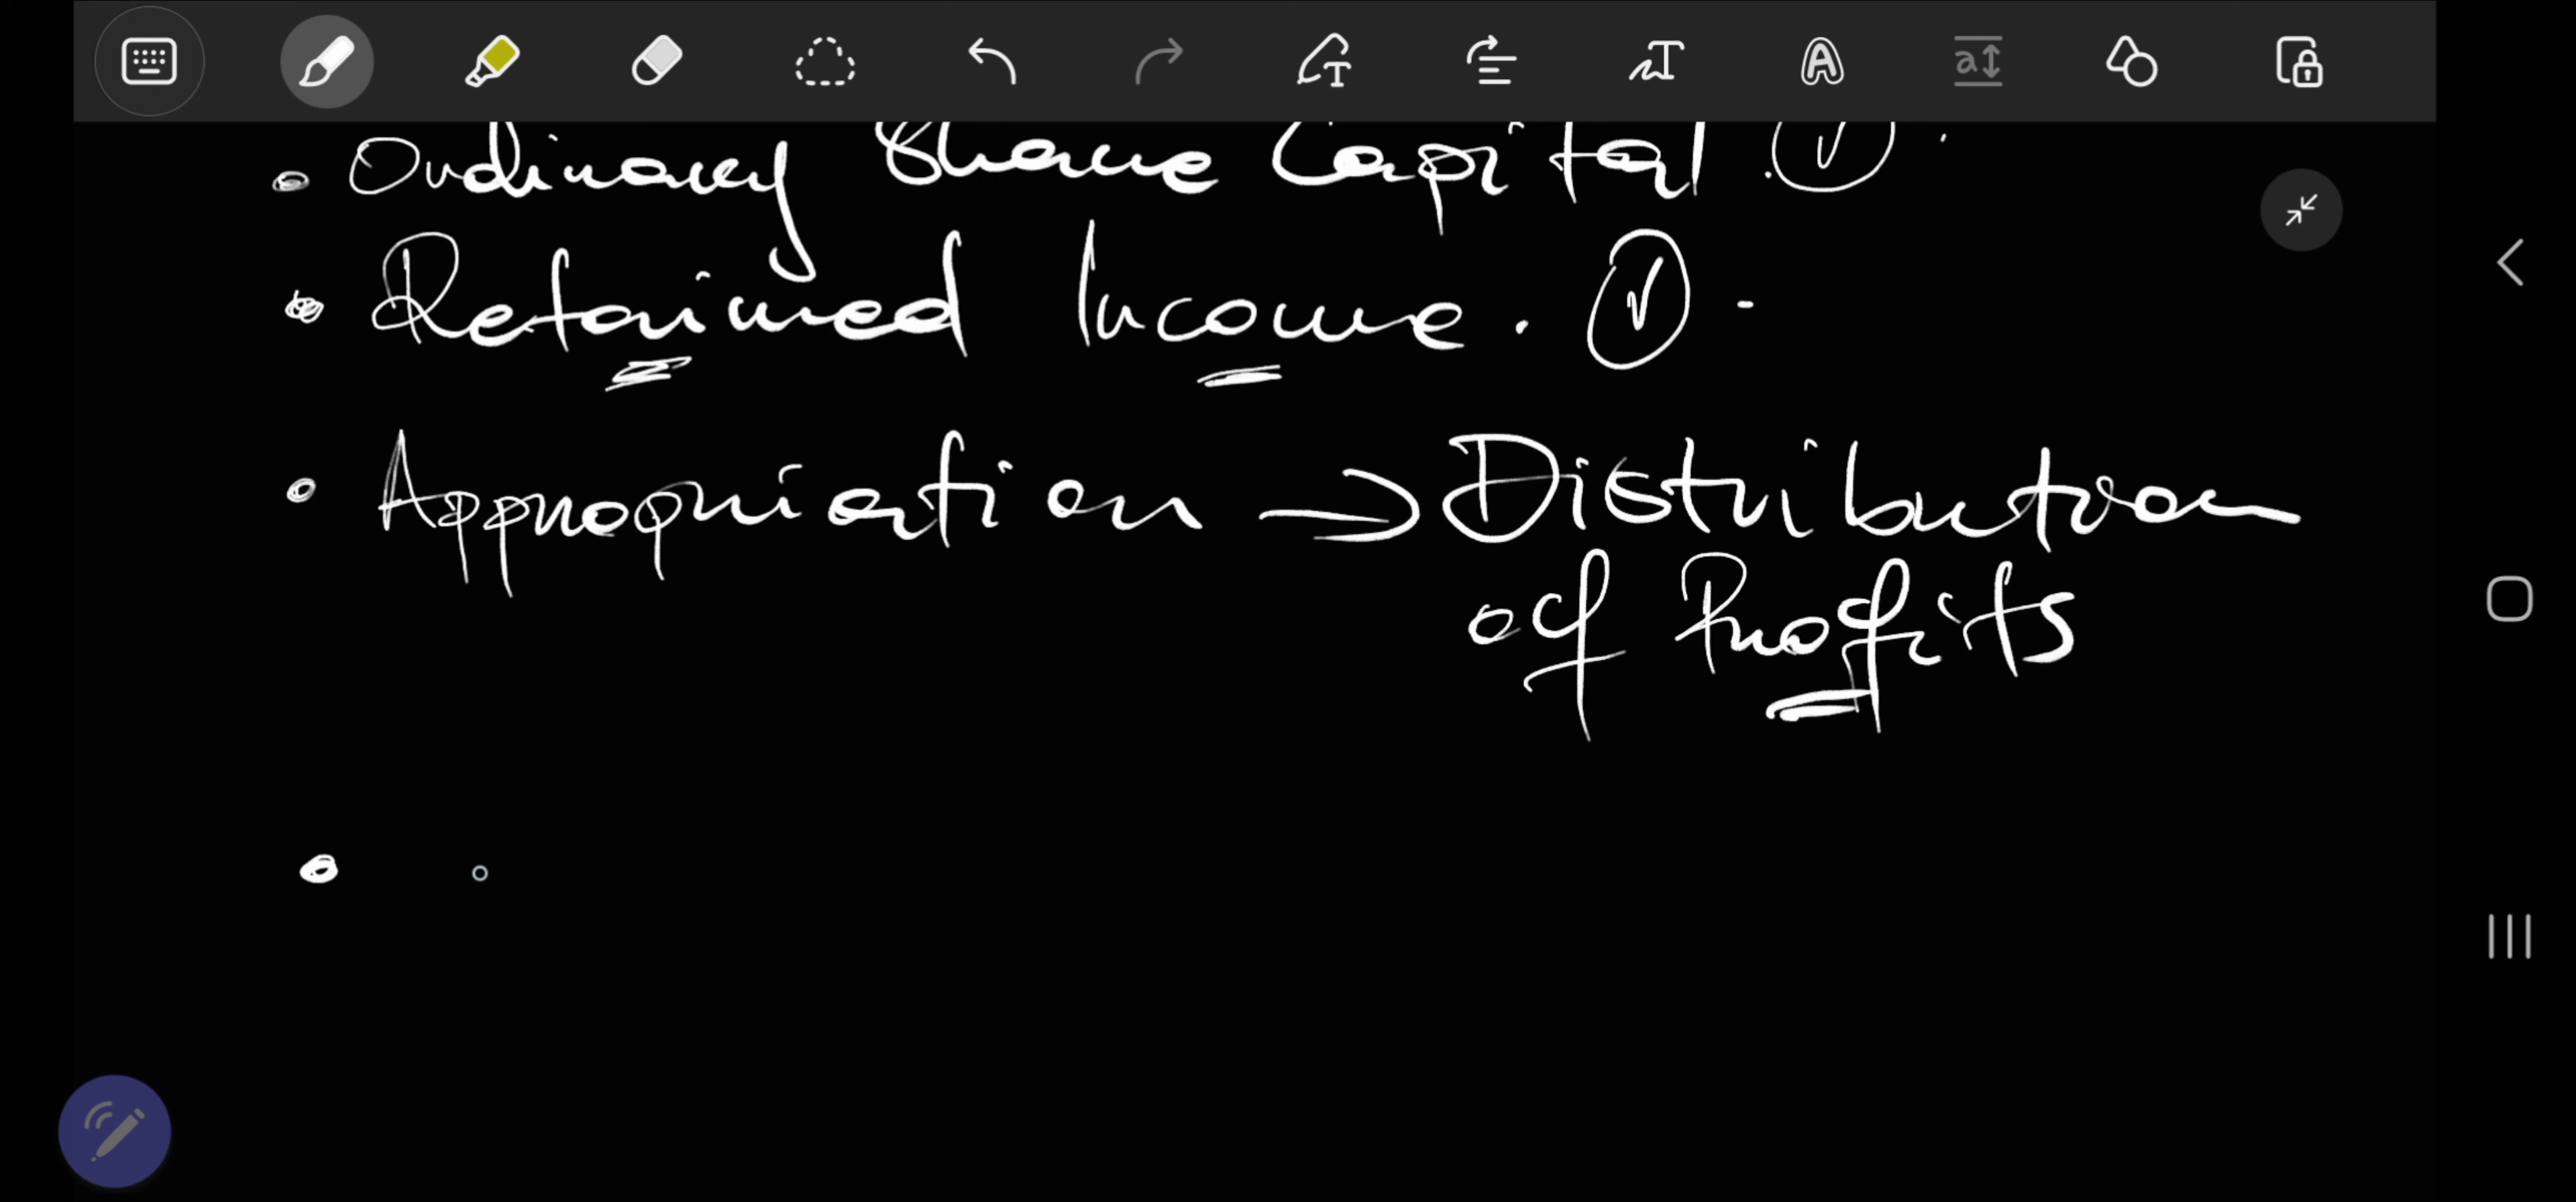 • Ordinary Share Capital. ✓ .
• Retained Income. ✓ .
• Appropriation → Distribution
of Profits
•